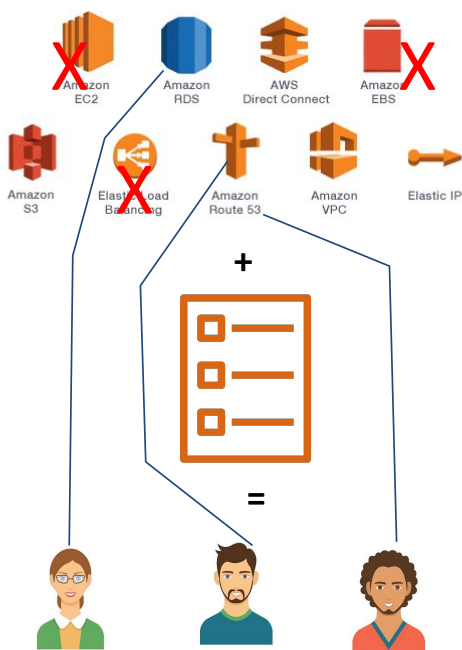 Amazon
EC2
Amazon
RDS
AWS
Direct Connect
Amazon
EBS
Amazon
S3
Elastic Load
Balancing
Amazon
Route 53
Amazon
VPC
Elastic IP
+
=